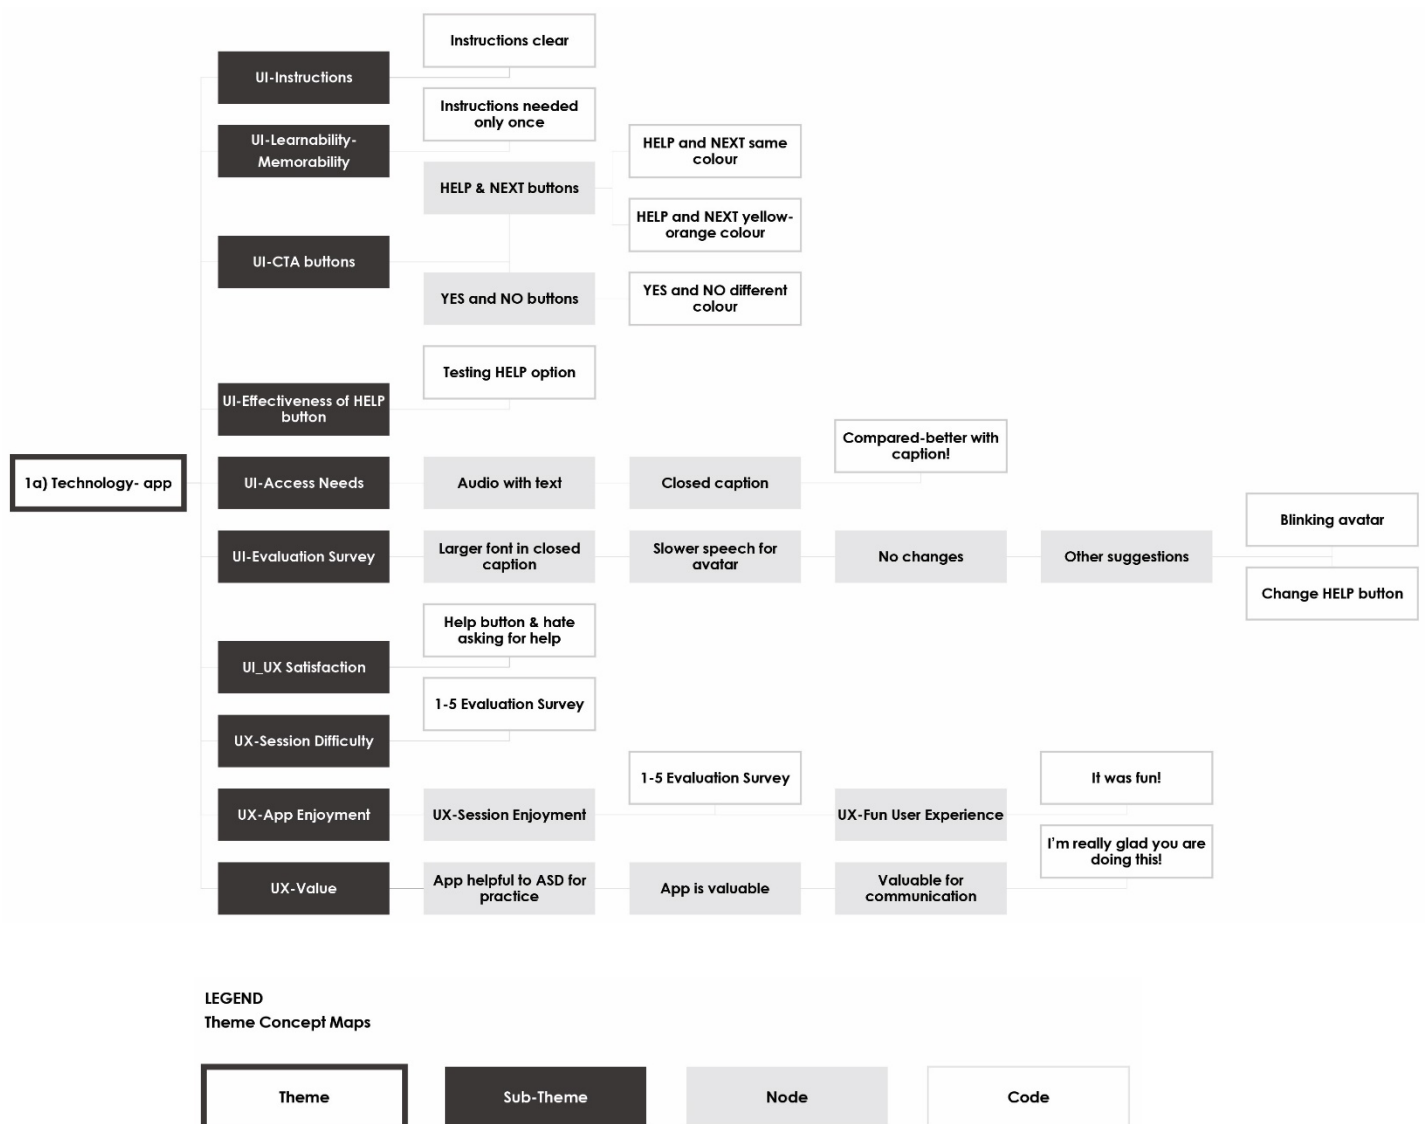 Instructions clear
UI-Instructions
Instructions needed
only once
UI-Learnability-
Memorability
HELP and NEXT same
colour
HELP & NEXT buttons
HELP and NEXT yellow-
orange colour
UI-CTA buttons
YES and NO buttons
YES and NO different
colour
Testing HELP option
UI-Effectiveness of HELP
button
Compared-better with
caption!
1a) Technology- app
UI-Access Needs
Audio with text
Closed caption
Blinking avatar
UI-Evaluation Survey
Larger font in closed
caption
Slower speech for
avatar
No changes
Other suggestions
Change HELP button
Help button & hate
asking for help
UI_UX Satisfaction
1-5 Evaluation Survey
UX-Session Difficulty
1-5 Evaluation Survey
It was fun!
UX-App Enjoyment
UX-Session Enjoyment
UX-Fun User Experience
I'm really glad you are
doing this!
UX-Value
App helpful to ASD for
practice
App is valuable
Valuable for
communication
LEGEND
Theme Concept Maps
Theme
Sub-Theme
Node
Code